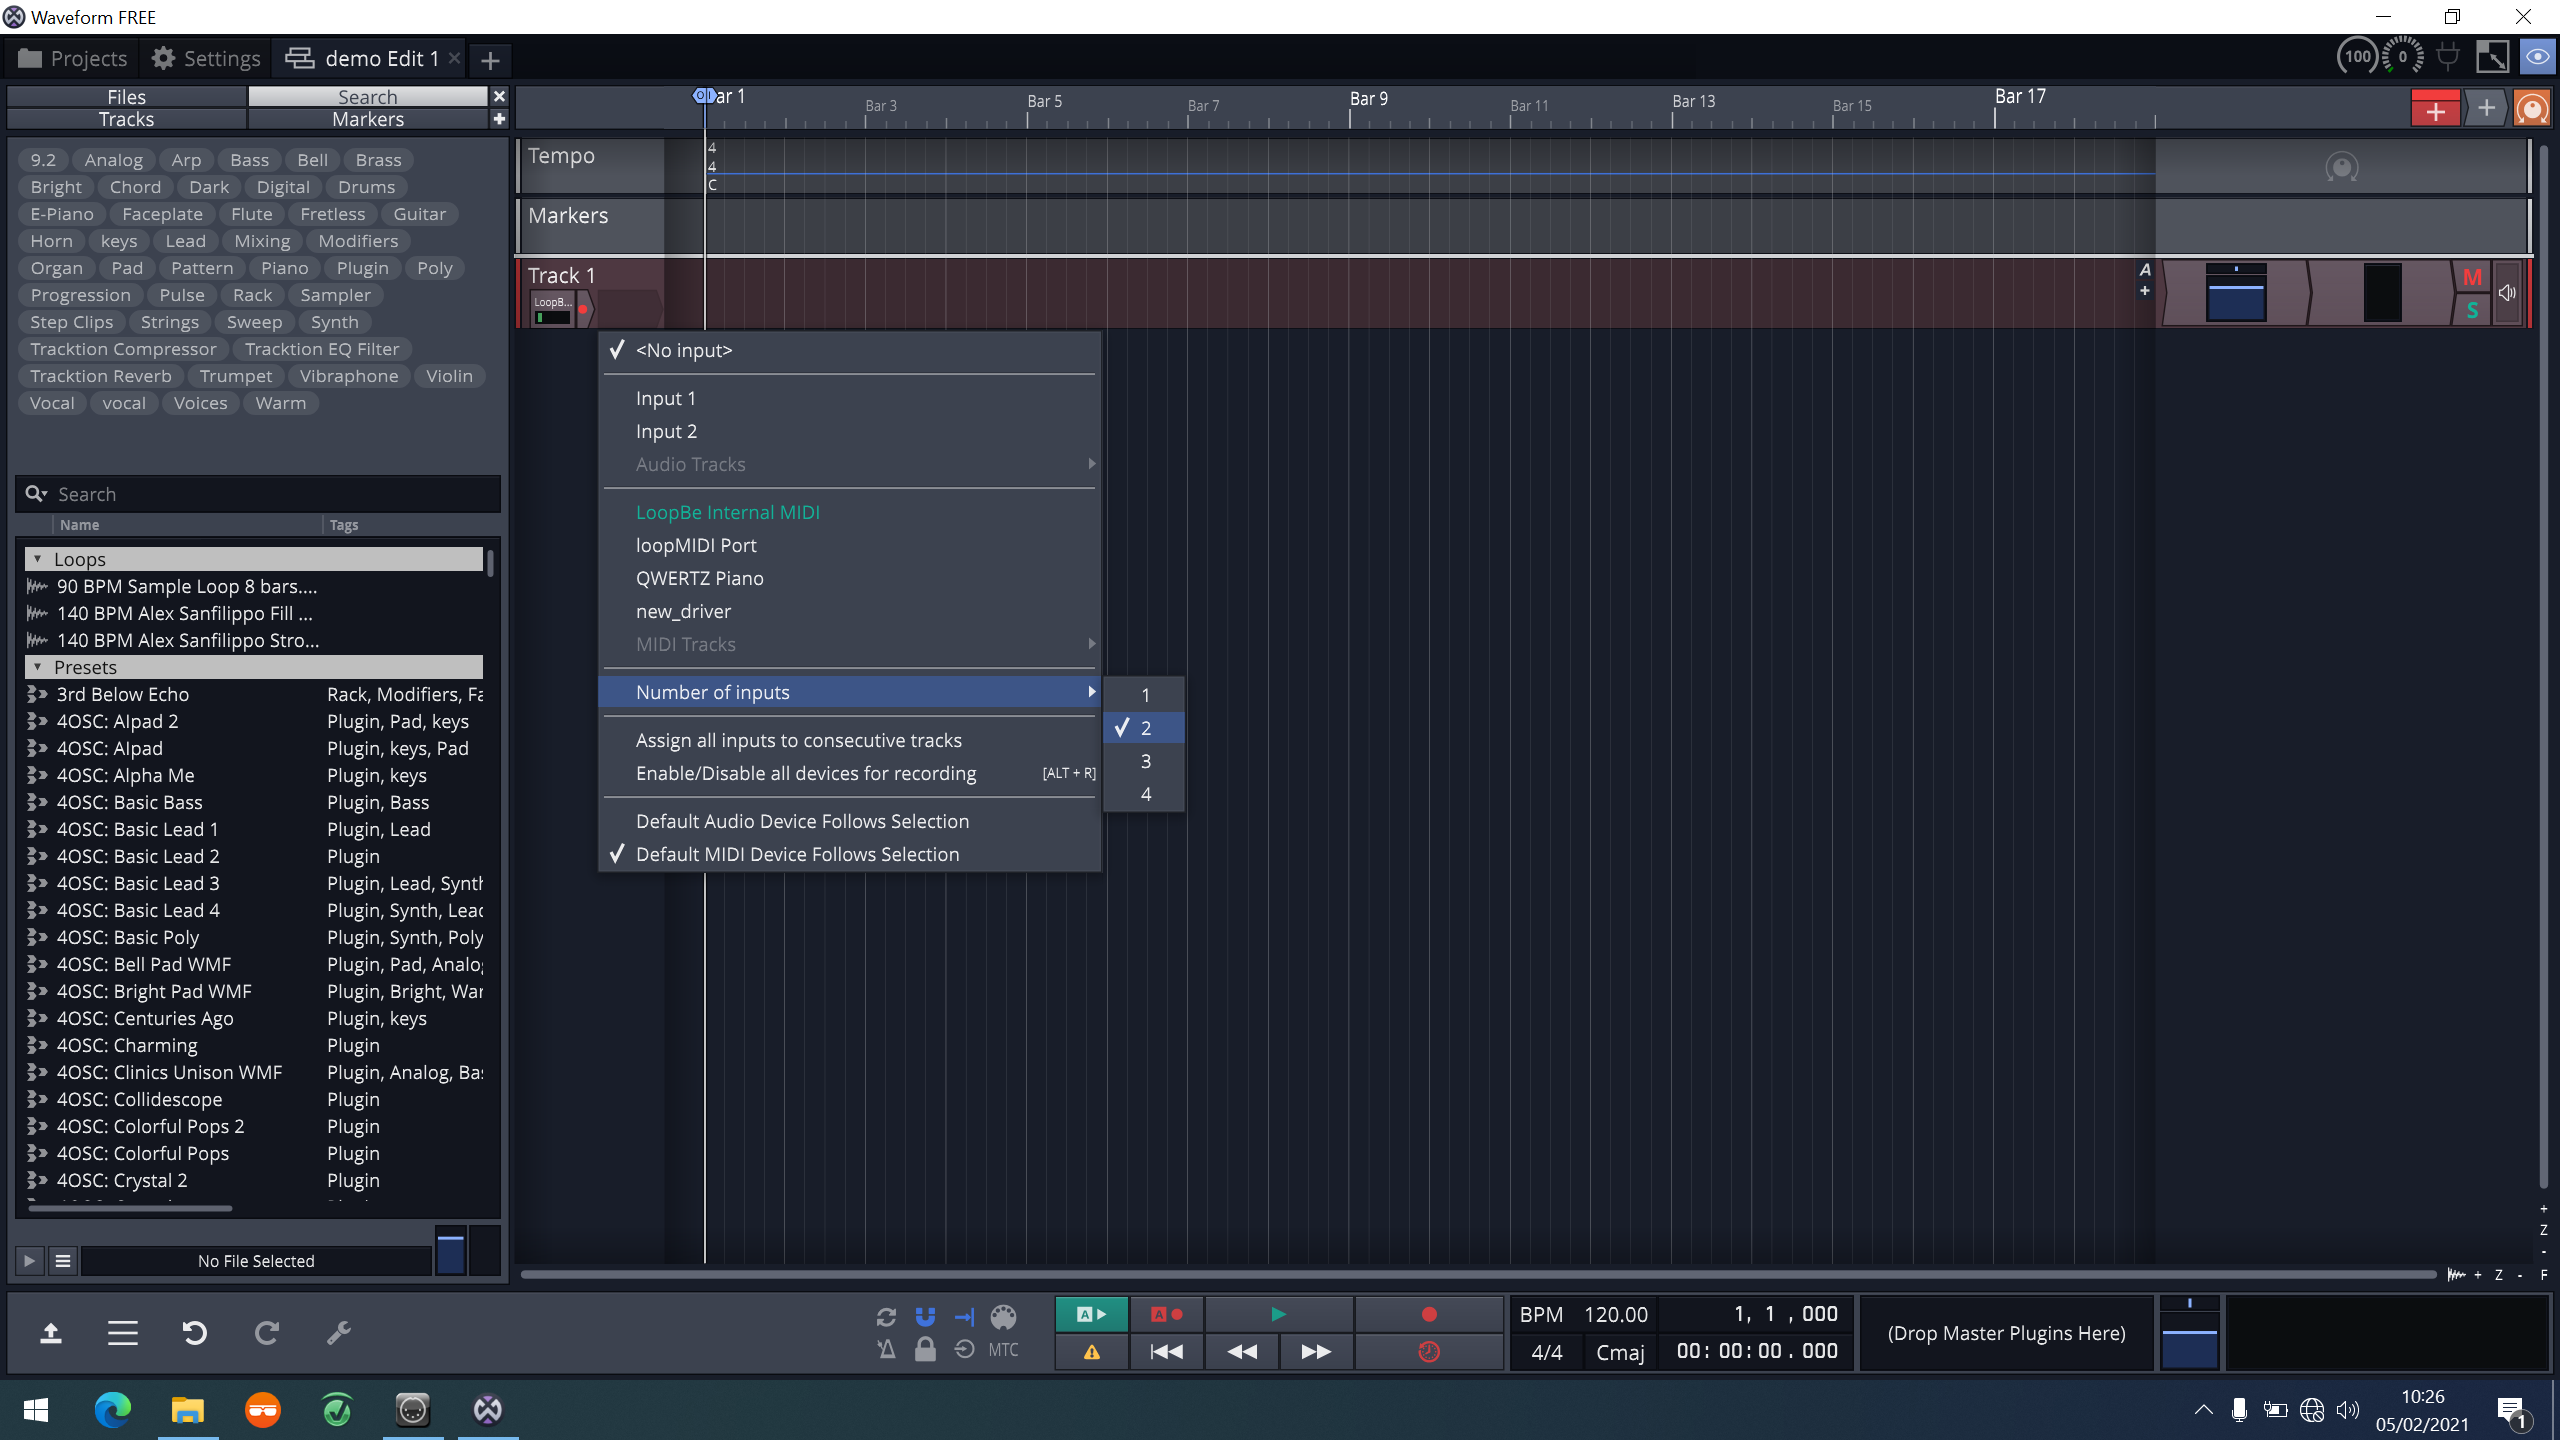 Waveform FREE
Projects Settings demo Edit 1
100 0
Files Search
Tracks Markers
9.2 Analog Arp Bass Bell Brass
Bright Chord Dark Digital Drums
E-Piano Faceplate Flute Fretless Guitar
Horn keys Lead Mixing Modifiers
Organ Pad Pattern Piano Plugin Poly
Progression Pulse Rack Sampler
Step Clips Strings Sweep Synth
Tracktion Compressor Tracktion EQ Filter
Tracktion Reverb Trumpet Vibraphone Violin
Vocal vocal Voices Warm
Search
Name Tags
Loops
90 BPM Sample Loop 8 bars....
140 BPM Alex Sanfilippo Fill ...
140 BPM Alex Sanfilippo Stro...
Presets
3rd Below Echo Rack, Modifiers, Fa
4OSC: AIpad 2 Plugin, Pad, keys
4OSC: AIpad Plugin, keys, Pad
4OSC: Alpha Me Plugin, keys
4OSC: Basic Bass Plugin, Bass
4OSC: Basic Lead 1 Plugin, Lead
4OSC: Basic Lead 2 Plugin
4OSC: Basic Lead 3 Plugin, Lead, Synth
4OSC: Basic Lead 4 Plugin, Synth, Lead
4OSC: Basic Poly Plugin, Synth, Poly
4OSC: Bell Pad WMF Plugin, Pad, Analog
4OSC: Bright Pad WMF Plugin, Bright, War
4OSC: Centuries Ago Plugin, keys
4OSC: Charming Plugin
4OSC: Clinics Unison WMF Plugin, Analog, Bas
4OSC: Collidescope Plugin
4OSC: Colorful Pops 2 Plugin
4OSC: Colorful Pops Plugin
4OSC: Crystal 2 Plugin
No File Selected
O I ar 1 Bar 3 Bar 5 Bar 7 Bar 9 Bar 11 Bar 13 Bar 15 Bar 17
Tempo
4
4
C
Markers
Track 1
LoopB...
A
M
S
<No input>
Input 1
Input 2
Audio Tracks
LoopBe Internal MIDI
loopMIDI Port
QWERTZ Piano
new_driver
MIDI Tracks
Number of inputs
1
2
3
4
Assign all inputs to consecutive tracks
Enable/Disable all devices for recording [ALT + R]
Default Audio Device Follows Selection
Default MIDI Device Follows Selection
+
Z
-
+ Z - F
MTC
A A
BPM 120.00 1, 1 ,000
4/4 Cmaj 00:00:00.000
(Drop Master Plugins Here)
10:26
05/02/2021
1